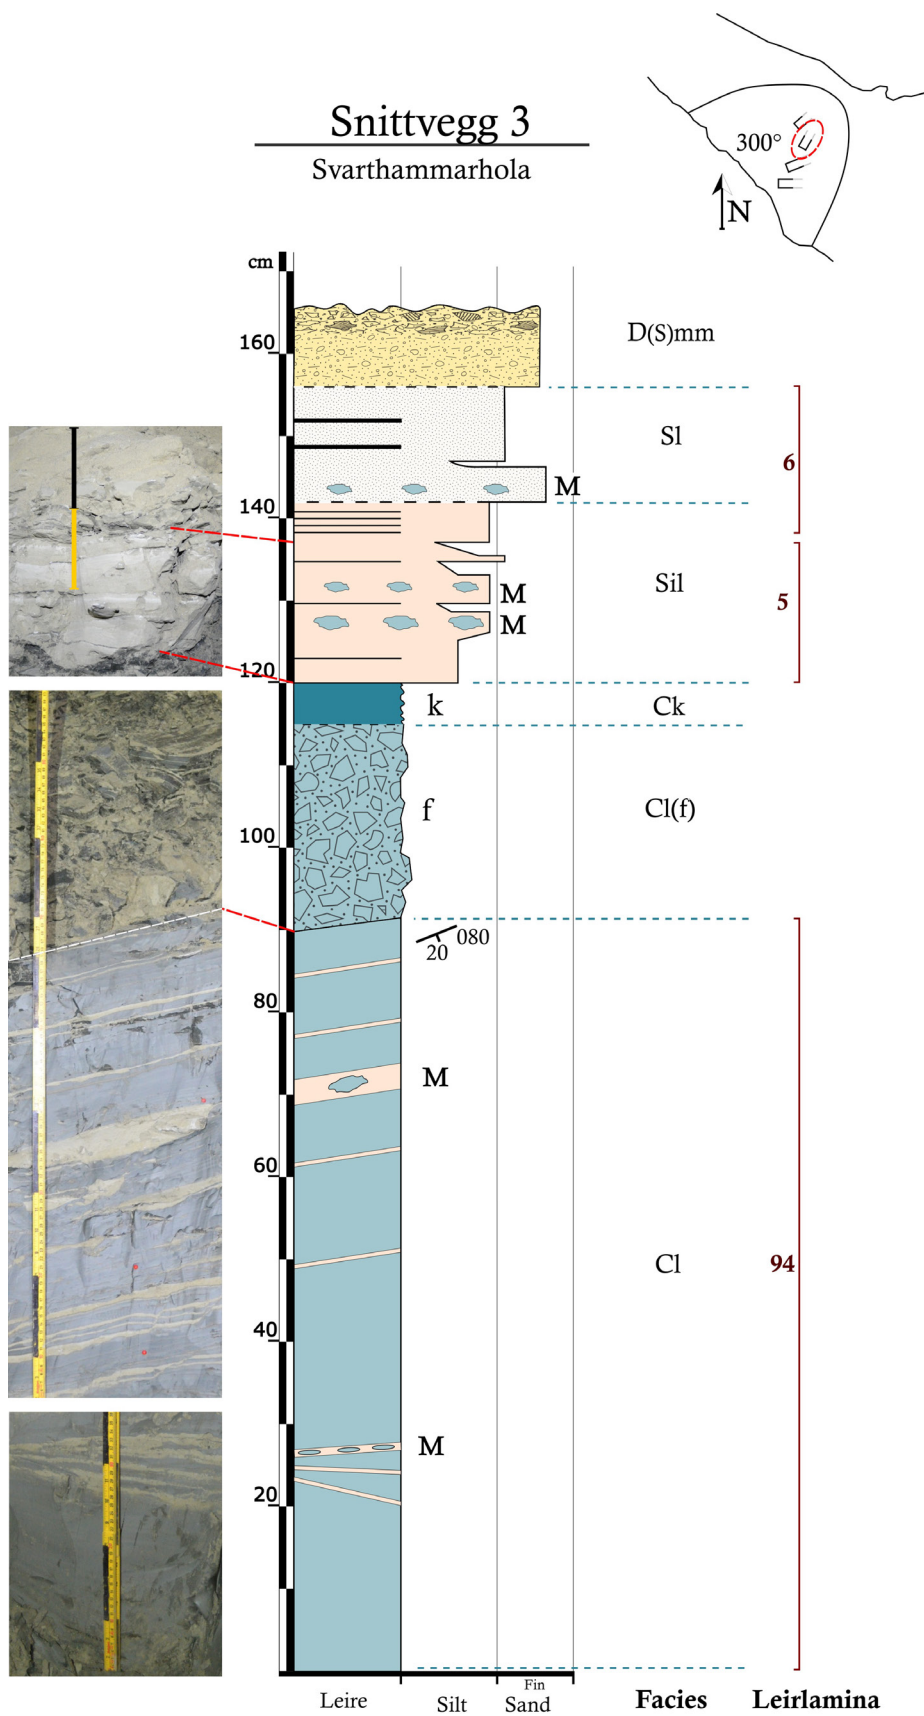 Snittvegg 3
Svarthammarhola
300°
N
cm
160
D(S)mm
Sl
6
M
140
Sil
5
M
M
120
k
Ck
f
Cl(f)
100
080
20
80
M
60
Cl
94
40
M
20
Leire
Silt
Fin
Sand
Facies
Leirlamina